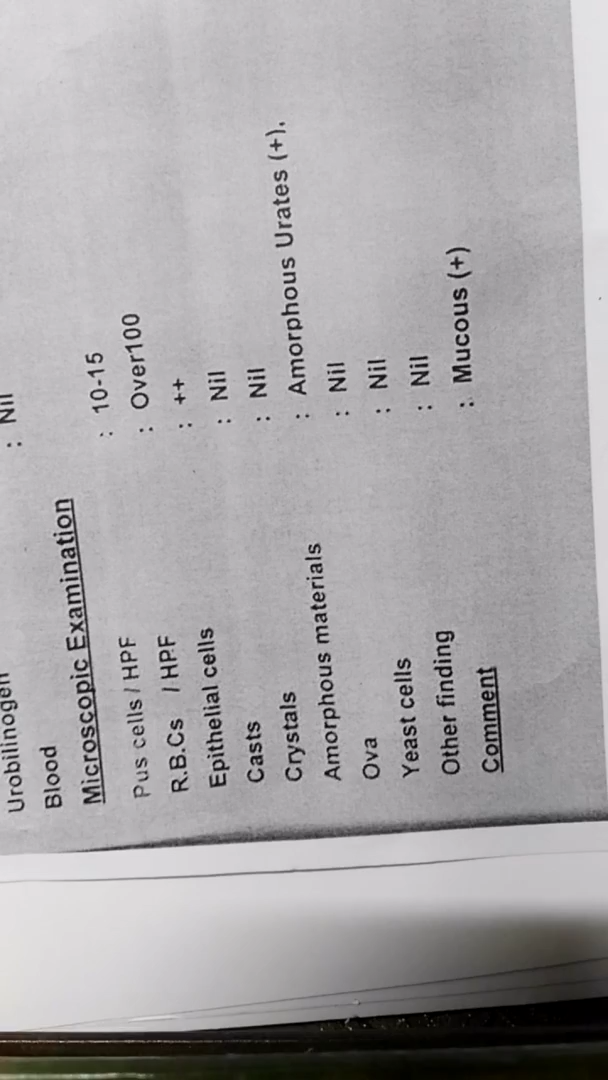 Urobilinogen
Blood : Nil
Microscopic Examination
Pus cells / HPF : 10-15
R.B.Cs / HPF : Over100
Epithelial cells : ++
Casts : Nil
Crystals : Nil
Amorphous materials : Amorphous Urates (+).
Ova : Nil
Yeast cells : Nil
Other finding : Nil
Comment : Mucous (+)